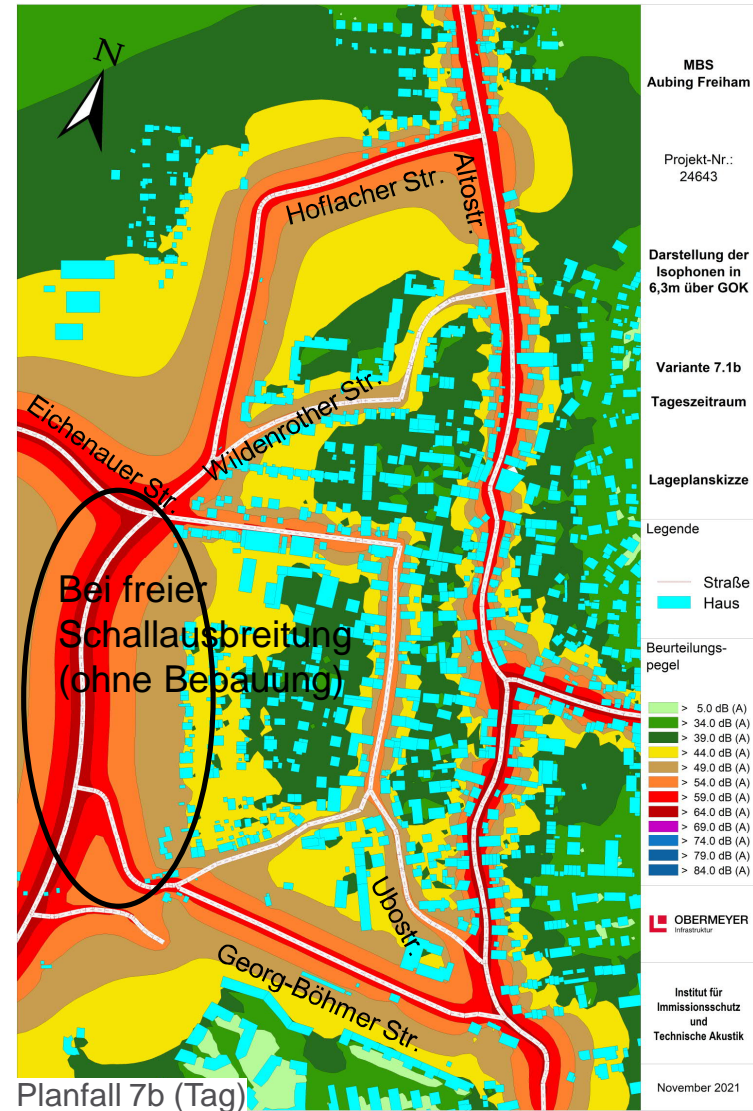 N
Hoflacher Str.
Altostr.
Wildenrother Str.
Eichenauer Str.
Bei freier
Schallausbreitung
(ohne Bebauung)
Ubostr.
Georg-Böhmer Str.
Planfall 7b (Tag)
MBS
Aubing Freiham
Projekt-Nr.:
24643
Darstellung der
Isophonen in
6,3m über GOK
Variante 7.1b
Tageszeitraum
Lageplanskizze
Legende
Straße
Haus
Beurteilungs-
pegel
> 5.0 dB (A)
> 34.0 dB (A)
> 39.0 dB (A)
> 44.0 dB (A)
> 49.0 dB (A)
> 54.0 dB (A)
> 59.0 dB (A)
> 64.0 dB (A)
> 69.0 dB (A)
> 74.0 dB (A)
> 79.0 dB (A)
> 84.0 dB (A)
OBERMEYER
Infrastruktur
Institut für
Immissionsschutz
und
Technische Akustik
November 2021